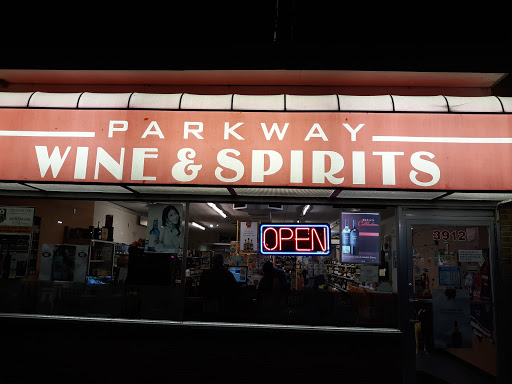 PARKWAY
WINE & SPIRITS
OPEN
3912